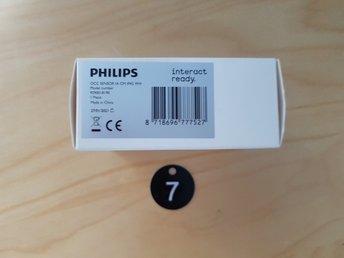 PHILIPS
interact
ready.
OCC SENSOR IA CM IP42 WH
Model number
1 Piece
Made in China
8 718696 777527
7